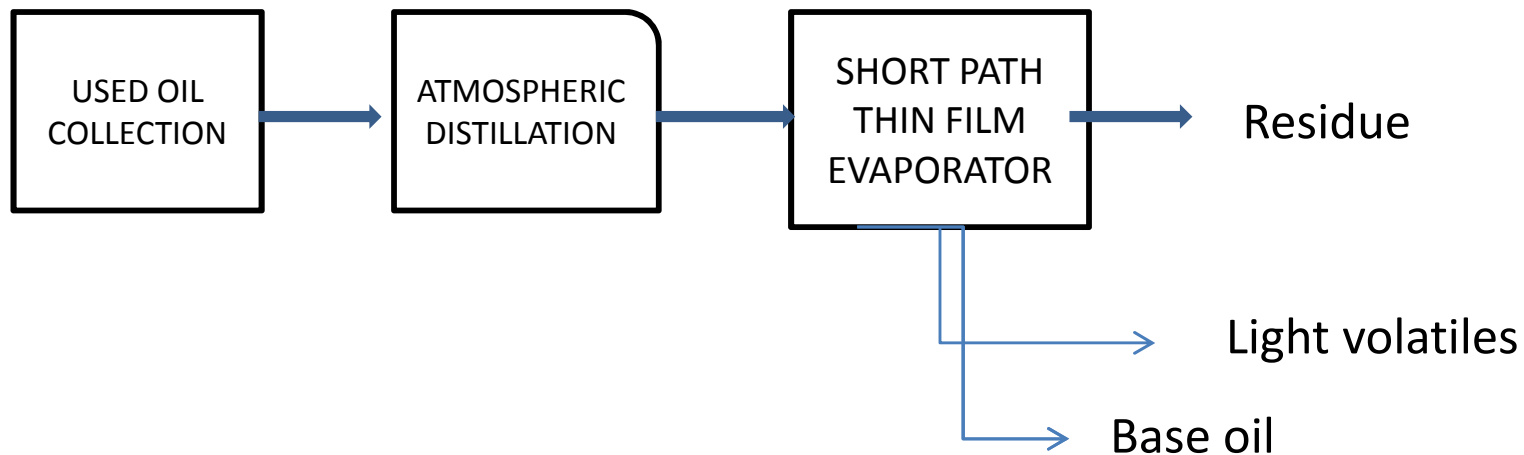 USED OIL
COLLECTION
ATMOSPHERIC
DISTILLATION
SHORT PATH
THIN FILM
EVAPORATOR
Residue
Light volatiles
Base oil